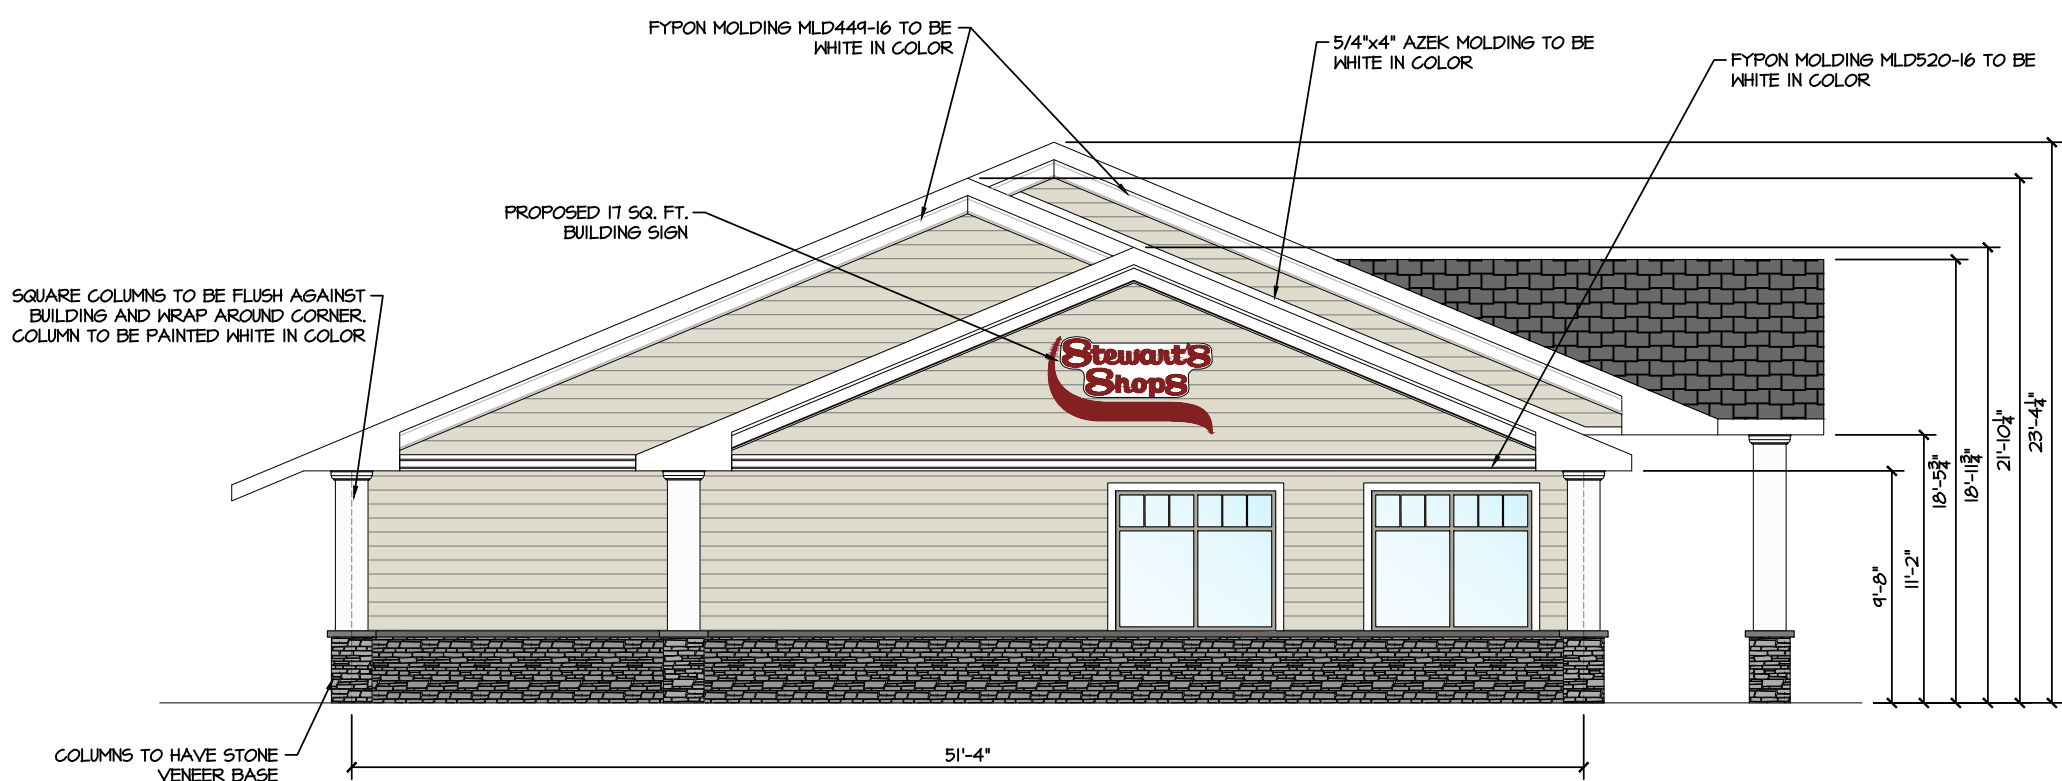 FYPON MOLDING MLD449-16 TO BE
WHITE IN COLOR
5/4"x4" AZEK MOLDING TO BE
WHITE IN COLOR
FYPON MOLDING MLD520-16 TO BE
WHITE IN COLOR
PROPOSED 17 SQ. FT.
BUILDING SIGN
SQUARE COLUMNS TO BE FLUSH AGAINST
BUILDING AND WRAP AROUND CORNER.
COLUMN TO BE PAINTED WHITE IN COLOR
Stewart's
Shops
9'-8"
11'-2"
18'-5¾"
18'-11¾"
21'-10¼"
23'-4¼"
COLUMNS TO HAVE STONE
VENEER BASE
51'-4"